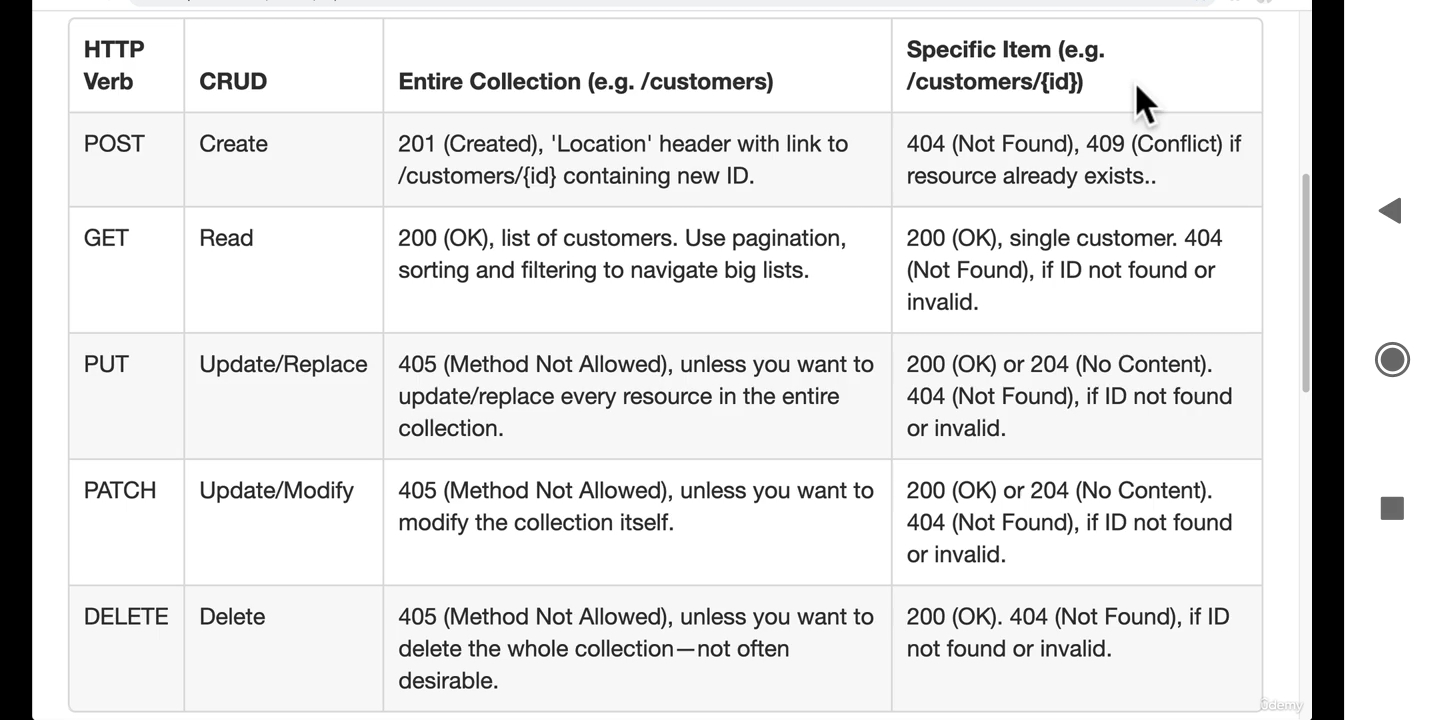 HTTP
Verb
CRUD
Entire Collection (e.g. /customers)
Specific Item (e.g.
/customers/{id})
POST
Create
201 (Created), 'Location' header with link to
/customers/{id} containing new ID.
404 (Not Found), 409 (Conflict) if
resource already exists..
GET
Read
200 (OK), list of customers. Use pagination,
sorting and filtering to navigate big lists.
200 (OK), single customer. 404
(Not Found), if ID not found or
invalid.
PUT
Update/Replace
405 (Method Not Allowed), unless you want to
update/replace every resource in the entire
collection.
200 (OK) or 204 (No Content).
404 (Not Found), if ID not found
or invalid.
PATCH
Update/Modify
405 (Method Not Allowed), unless you want to
modify the collection itself.
200 (OK) or 204 (No Content).
404 (Not Found), if ID not found
or invalid.
DELETE
Delete
405 (Method Not Allowed), unless you want to
delete the whole collection—not often
desirable.
200 (OK). 404 (Not Found), if ID
not found or invalid.
ûdemy